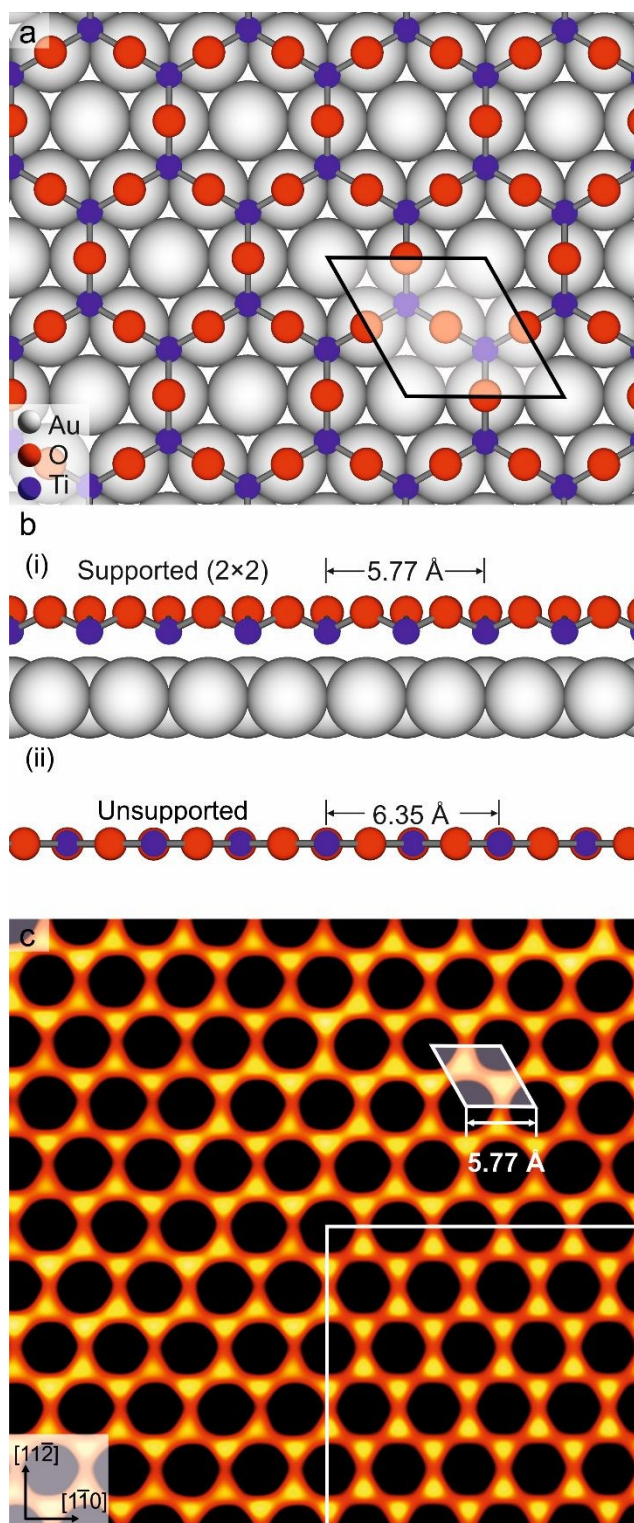 a
Au
O
Ti
b
(i)
Supported (2×2)
5.77 Å
(ii)
Unsupported
6.35 Å
c
5.77 Å
[112̅]
[11̅0]